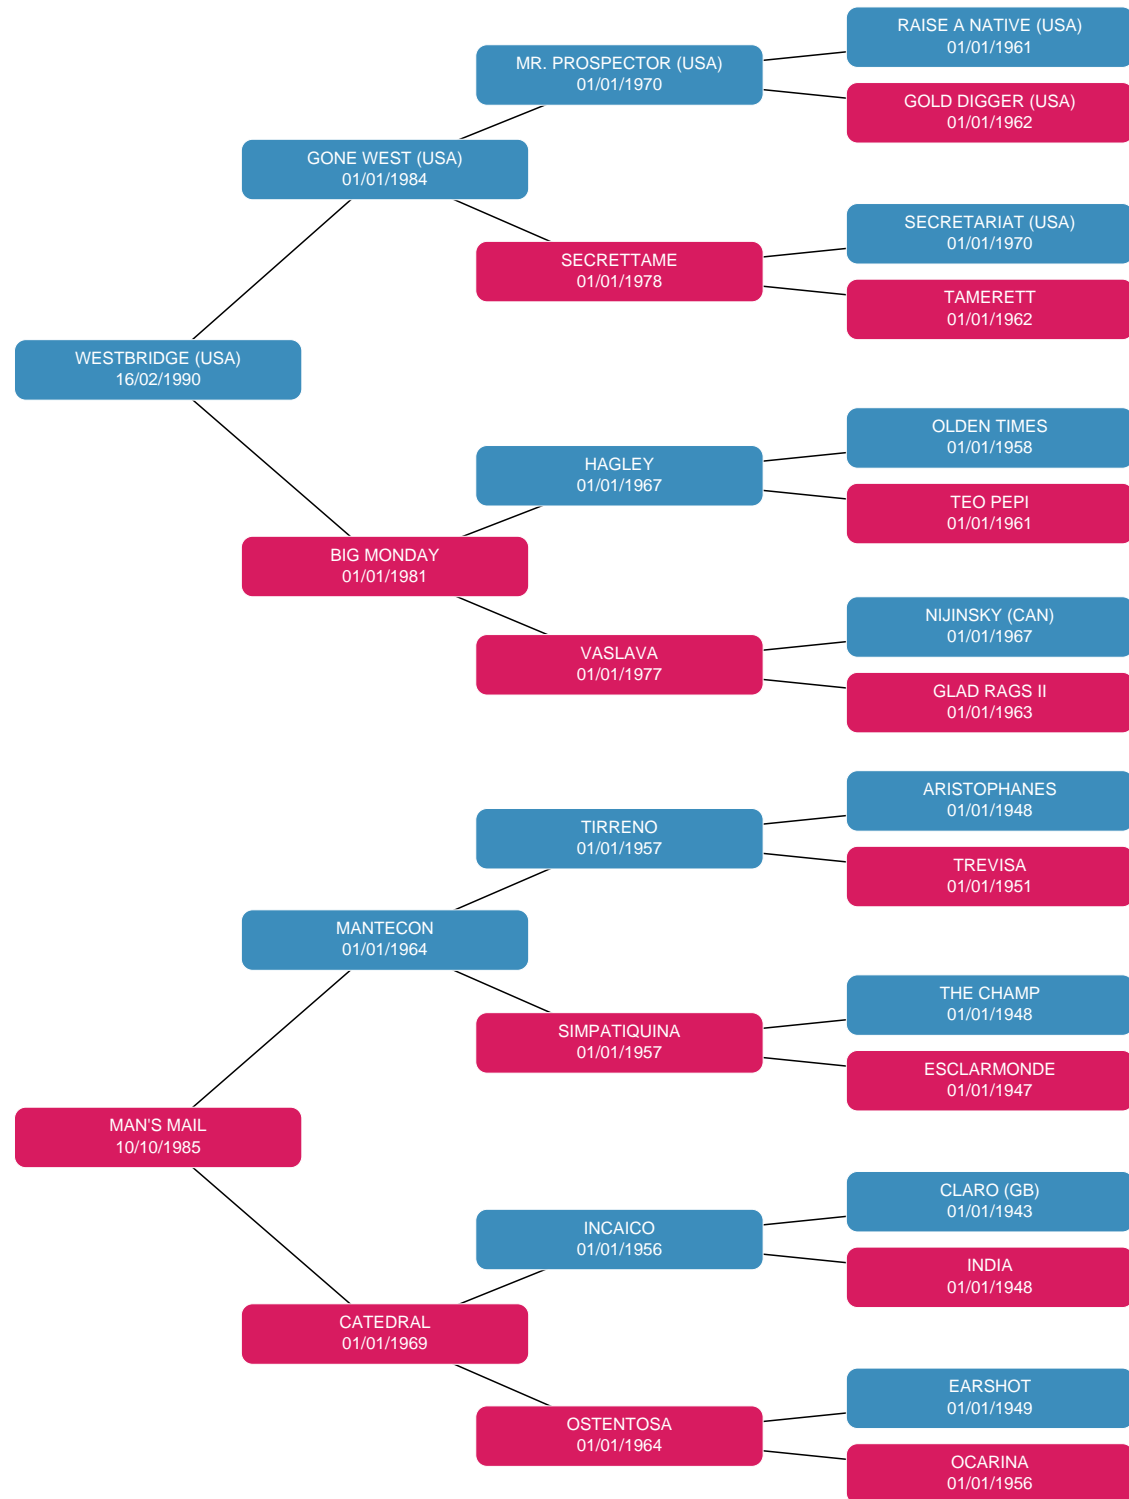 RAISE A NATIVE (USA)
01/01/1961
MR. PROSPECTOR (USA)
01/01/1970
GOLD DIGGER (USA)
01/01/1962
GONE WEST (USA)
01/01/1984
SECRETARIAT (USA)
01/01/1970
SECRETTAME
01/01/1978
TAMERETT
01/01/1962
WESTBRIDGE (USA)
16/02/1990
OLDEN TIMES
01/01/1958
HAGLEY
01/01/1967
TEO PEPI
01/01/1961
BIG MONDAY
01/01/1981
NIJINSKY (CAN)
01/01/1967
VASLAVA
01/01/1977
GLAD RAGS II
01/01/1963
ARISTOPHANES
01/01/1948
TIRRENO
01/01/1957
TREVISA
01/01/1951
MANTECON
01/01/1964
THE CHAMP
01/01/1948
SIMPATIQUINA
01/01/1957
ESCLARMONDE
01/01/1947
MAN'S MAIL
10/10/1985
CLARO (GB)
01/01/1943
INCAICO
01/01/1956
INDIA
01/01/1948
CATEDRAL
01/01/1969
EARSHOT
01/01/1949
OSTENTOSA
01/01/1964
OCARINA
01/01/1956